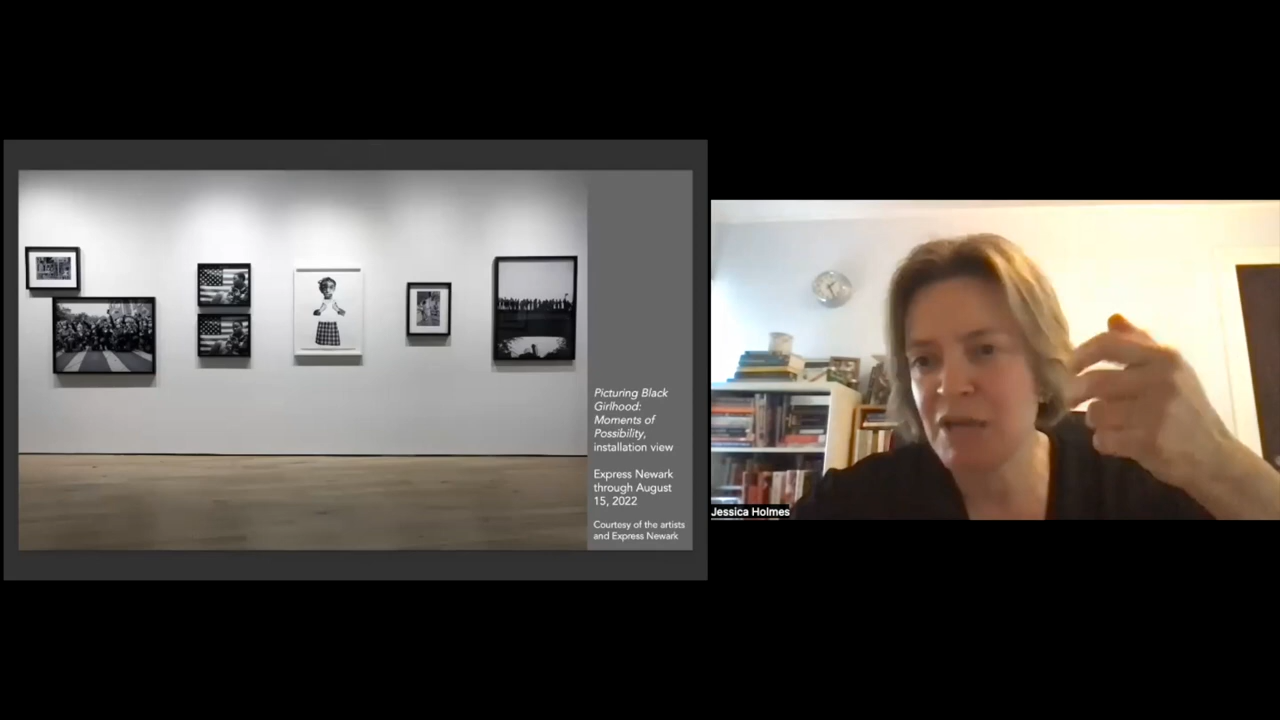 Picturing Black
Girlhood:
Moments of
Possibility,
installation view
Express Newark
through August
15, 2022
Courtesy of the artists
and Express Newark
Jessica Holmes